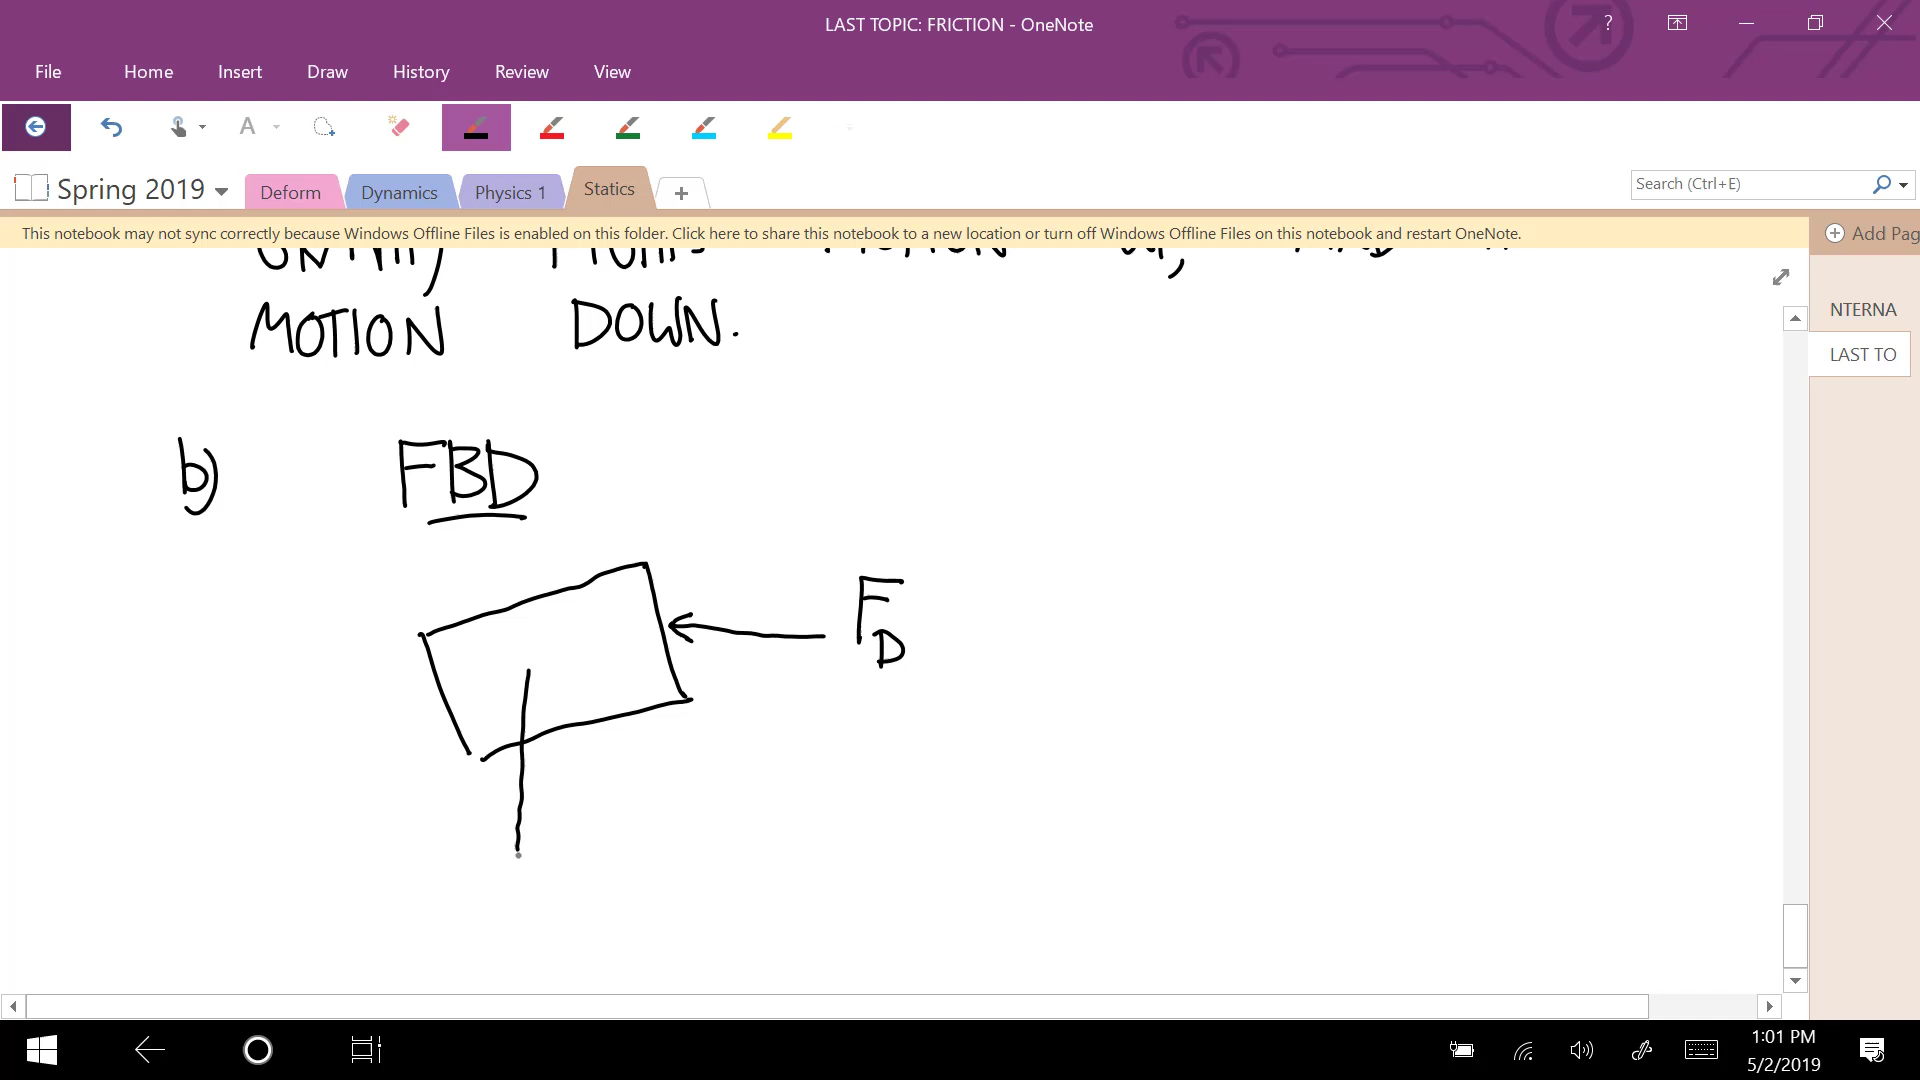 LAST TOPIC: FRICTION - OneNote
?
File Home Insert Draw History Review View
A
Spring 2019 Deform Dynamics Physics 1 Statics +
Search (Ctrl+E)
This notebook may not sync correctly because Windows Offline Files is enabled on this folder. Click here to share this notebook to a new location or turn off Windows Offline Files on this notebook and restart OneNote.
Add Pag
NTERNA
LAST TO
MOTION DOWN.
b) FBD
F
D
1:01 PM
5/2/2019